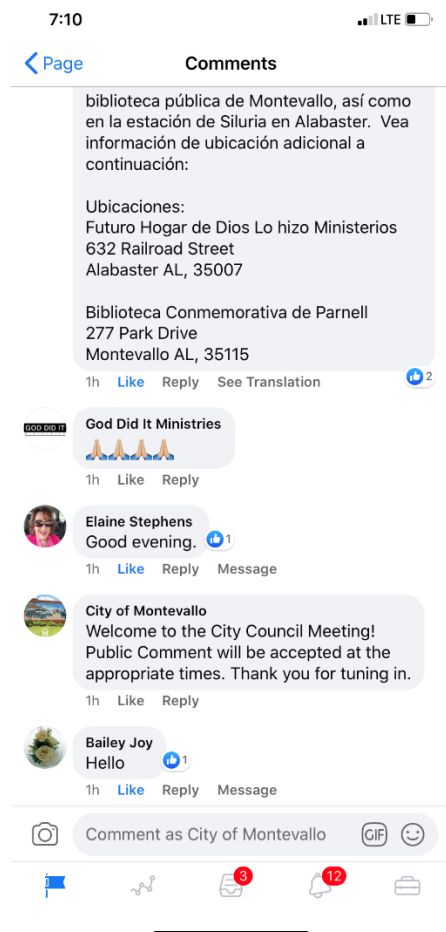 7:10
LTE
Page
Comments
biblioteca pública de Montevallo, así como
en la estación de Siluria en Alabaster.  Vea
información de ubicación adicional a
continuación:
Ubicaciones:
Futuro Hogar de Dios Lo hizo Ministerios
632 Railroad Street
Alabaster AL, 35007
Biblioteca Conmemorativa de Parnell
277 Park Drive
Montevallo AL, 35115
1h Like Reply See Translation
2
GOD DID IT
God Did It Ministries
🙏🏼🙏🏼🙏🏼🙏🏼
1h Like Reply
Elaine Stephens
Good evening.
1
1h Like Reply Message
City of Montevallo
Welcome to the City Council Meeting!
Public Comment will be accepted at the
appropriate times. Thank you for tuning in.
1h Like Reply
Bailey Joy
Hello
1
1h Like Reply Message
Comment as City of Montevallo
GIF
3
12